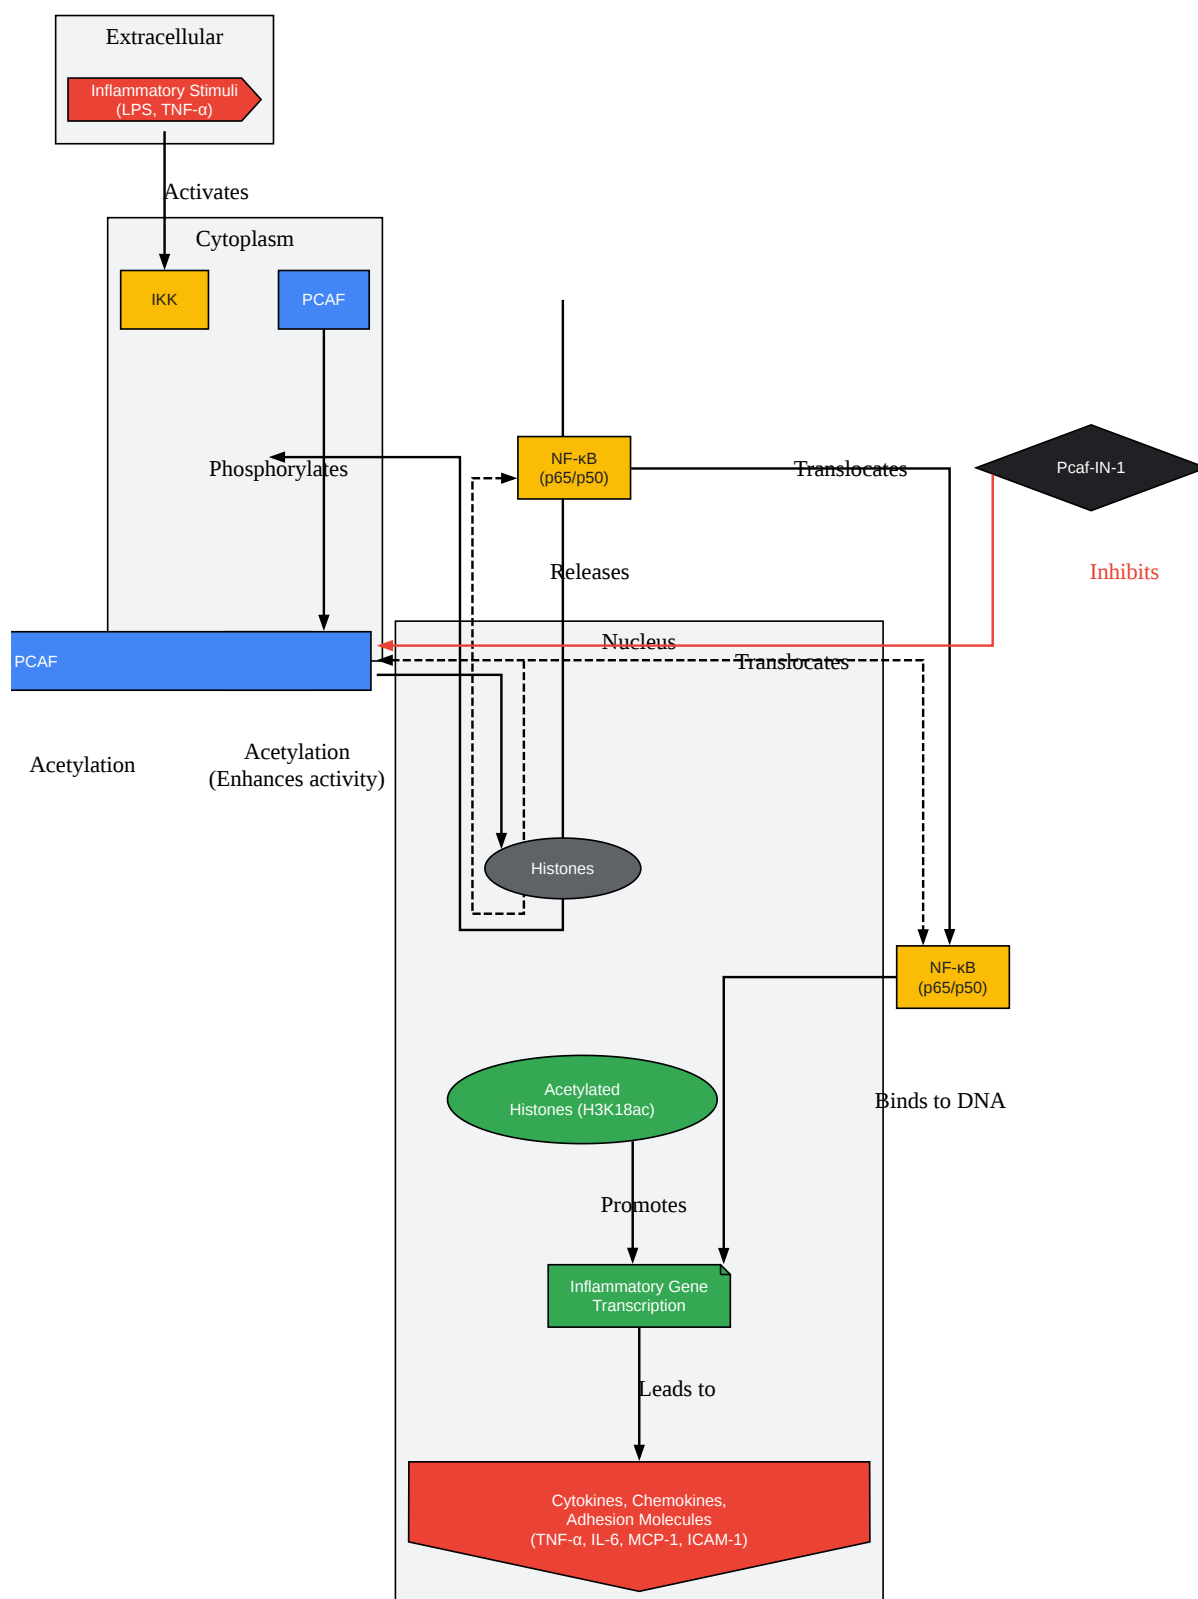 Extracellular
Inflammatory Stimuli
(LPS, TNF-α)
Activates
Cytoplasm
IKK
PCAF
Phosphorylates
NF-κB
(p65/p50)
Translocates
Pcaf-IN-1
Releases
Inhibits
Nucleus
Translocates
PCAF
Acetylation
Acetylation
(Enhances activity)
Histones
NF-κB
(p65/p50)
Acetylated
Histones (H3K18ac)
Binds to DNA
Promotes
Inflammatory Gene
Transcription
Leads to
Cytokines, Chemokines,
Adhesion Molecules
(TNF-α, IL-6, MCP-1, ICAM-1)